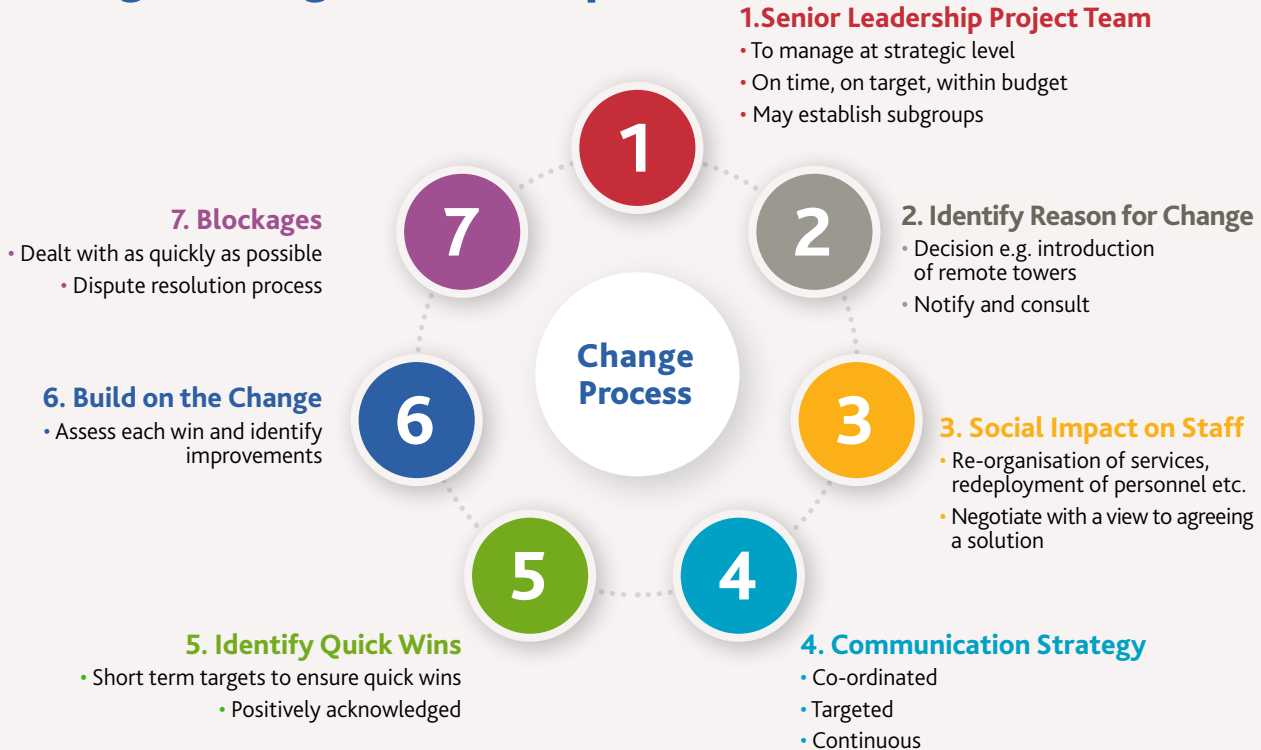 1.Senior Leadership Project Team
• To manage at strategic level
• On time, on target, within budget
• May establish subgroups
1
2
2. Identify Reason for Change
• Decision e.g. introduction
of remote towers
• Notify and consult
3
3. Social Impact on Staff
• Re-organisation of services,
redeployment of personnel etc.
• Negotiate with a view to agreeing
a solution
4
4. Communication Strategy
• Co-ordinated
• Targeted
• Continuous
5
5. Identify Quick Wins
• Short term targets to ensure quick wins
• Positively acknowledged
6
6. Build on the Change
• Assess each win and identify
improvements
7
7. Blockages
• Dealt with as quickly as possible
• Dispute resolution process
Change
Process